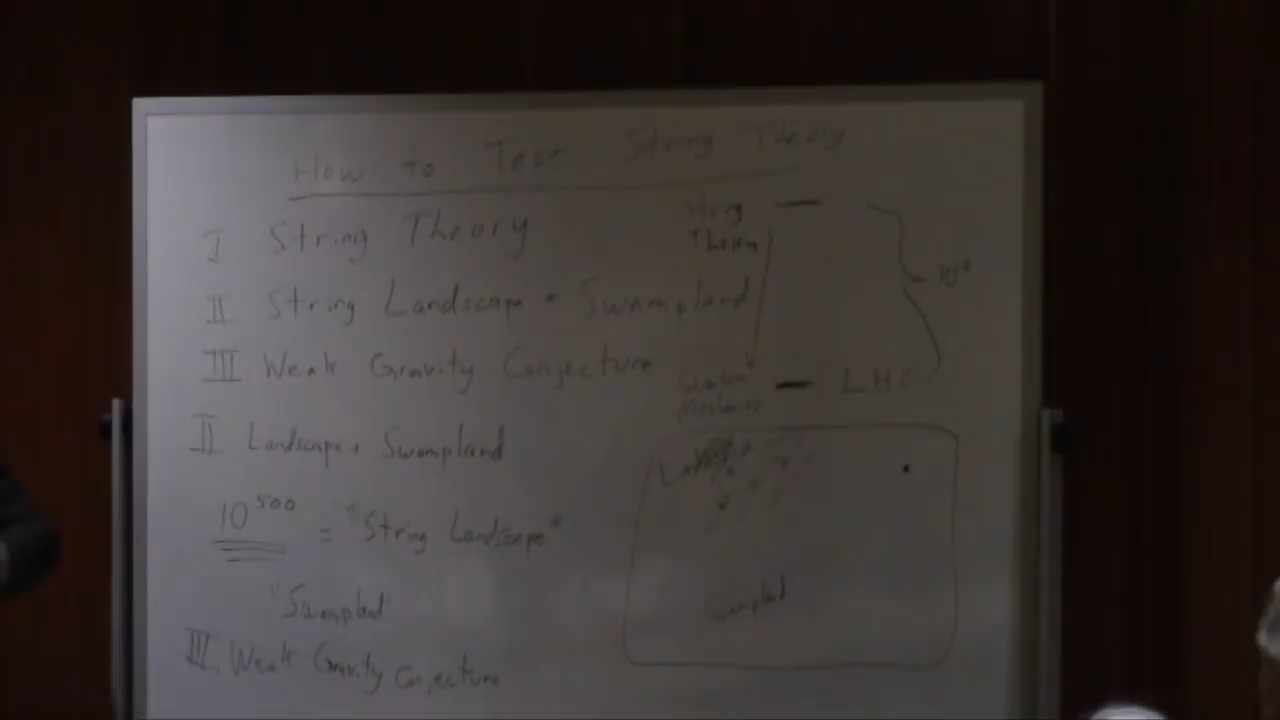 How to Test String Theory
I String Theory
II String Landscape + Swampland
III Weak Gravity Conjecture
II Landscape + Swampland
10^500 = "String Landscape"
"Swampland"
III. Weak Gravity Conjecture
String
Theory
LHC
Swampland